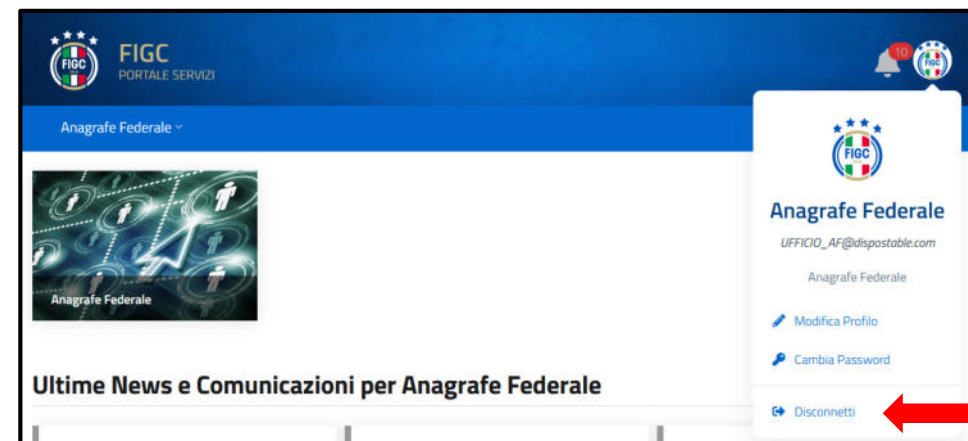 FIGC
FIGC
PORTALE SERVIZI
10
FIGC
Anagrafe Federale
FIGC
Anagrafe Federale
UFFICIO_AF@dispostable.com
Anagrafe Federale
Anagrafe Federale
Modifica Profilo
Cambia Password
Ultime News e Comunicazioni per Anagrafe Federale
Disconnetti